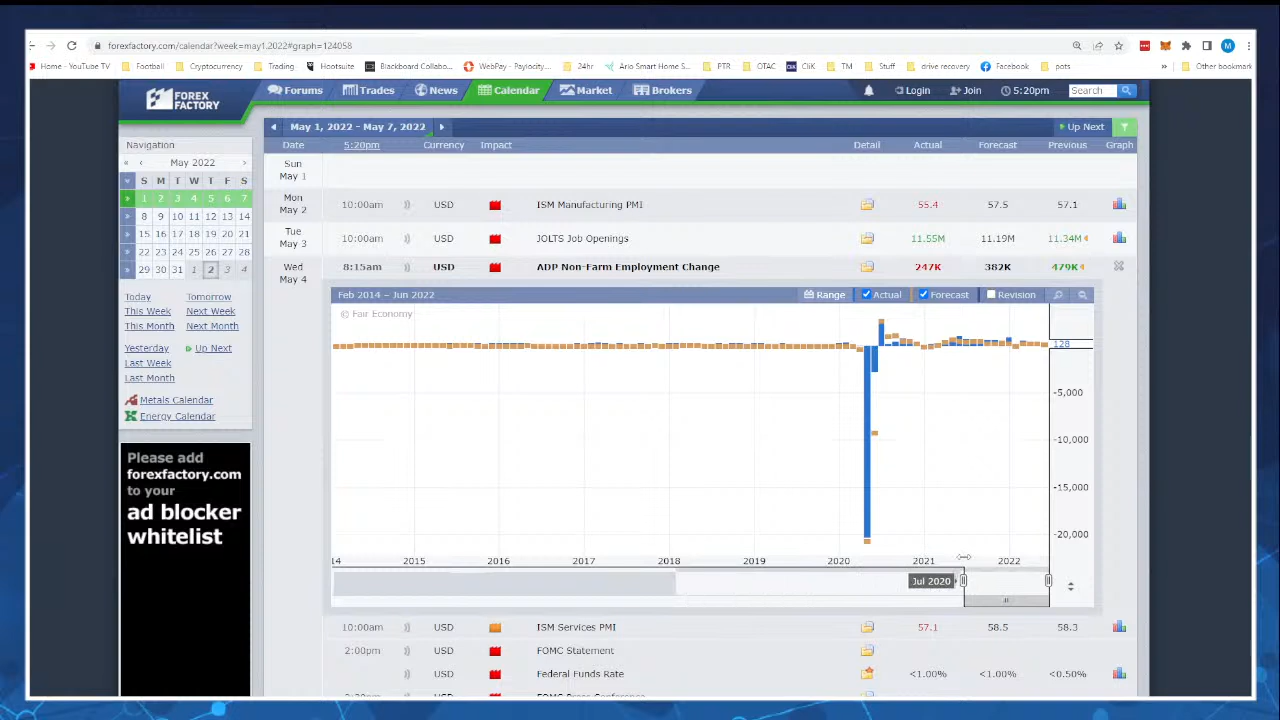 forexfactory.com/calendar?week=may1.2022#graph=124058
Home - YouTube TV Football Cryptocurrency Trading Hootsuite Blackboard Collab... WebPay - Paylocity... 24hr Arlo Smart Home S... PTR OTAC CliK TM Stuff drive recovery Facebook pots » Other bookmark
FOREX FACTORY
Forums Trades News Calendar Market Brokers Login Join 5:20pm Search
May 1, 2022 - May 7, 2022 Up Next
Date 5:20pm Currency Impact Detail Actual Forecast Previous Graph
Sun
May 1
Mon
May 2
10:00am USD ISM Manufacturing PMI 55.4 57.5 57.1
Tue
May 3
10:00am USD JOLTS Job Openings 11.55M 11.19M 11.34M
Wed
May 4
8:15am USD ADP Non-Farm Employment Change 247K 382K 479K
Navigation
« ‹ May 2022 ›
S M T W T F S
1 2 3 4 5 6 7
8 9 10 11 12 13 14
15 16 17 18 19 20 21
22 23 24 25 26 27 28
29 30 31 1 2 3 4
Today Tomorrow
This Week Next Week
This Month Next Month
Yesterday Up Next
Last Week
Last Month
Metals Calendar
Energy Calendar
Please add
forexfactory.com
to your
ad blocker
whitelist
Feb 2014 – Jun 2022 Range Actual Forecast Revision
© Fair Economy
128
-5,000
-10,000
-15,000
-20,000
14 2015 2016 2017 2018 2019 2020 2021 2022
Jul 2020
10:00am USD ISM Services PMI 57.1 58.5 58.3
2:00pm USD FOMC Statement
USD Federal Funds Rate <1.00% <1.00% <0.50%
2:30pm USD FOMC Press Conference